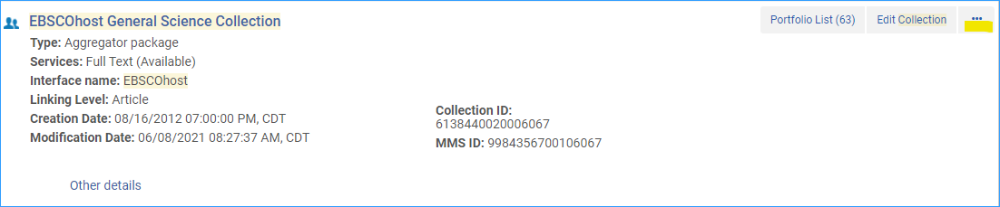 EBSCOhost General Science Collection
Portfolio List (63)
Edit Collection
Type: Aggregator package
Services: Full Text (Available)
Interface name: EBSCOhost
Linking Level: Article
Creation Date: 08/16/2012 07:00:00 PM, CDT
Modification Date: 06/08/2021 08:27:37 AM, CDT
Collection ID:
6138440020006067
MMS ID: 9984356700106067
Other details